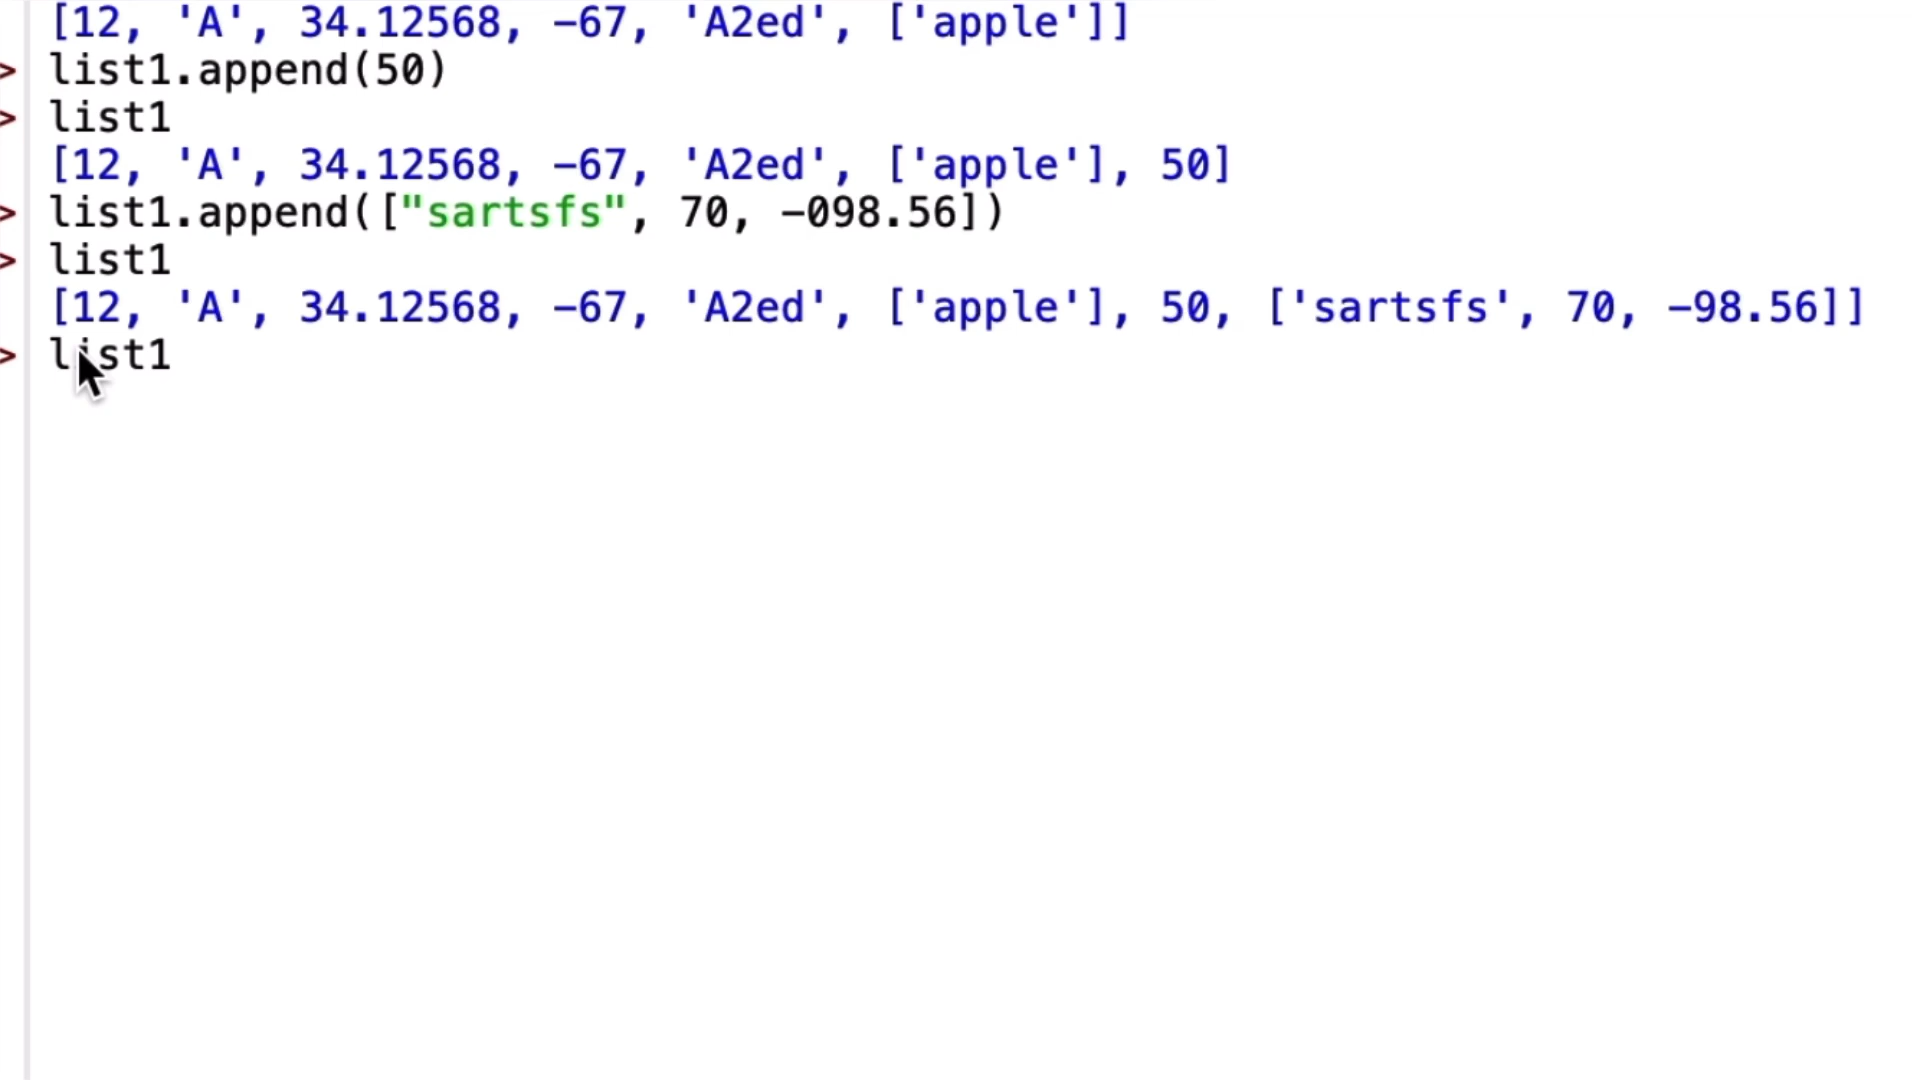 [12, 'A', 34.12568, -67, 'A2ed', ['apple']]
> list1.append(50)
> list1
[12, 'A', 34.12568, -67, 'A2ed', ['apple'], 50]
> list1.append(["sartsfs", 70, -098.56])
> list1
[12, 'A', 34.12568, -67, 'A2ed', ['apple'], 50, ['sartsfs', 70, -98.56]]
> list1